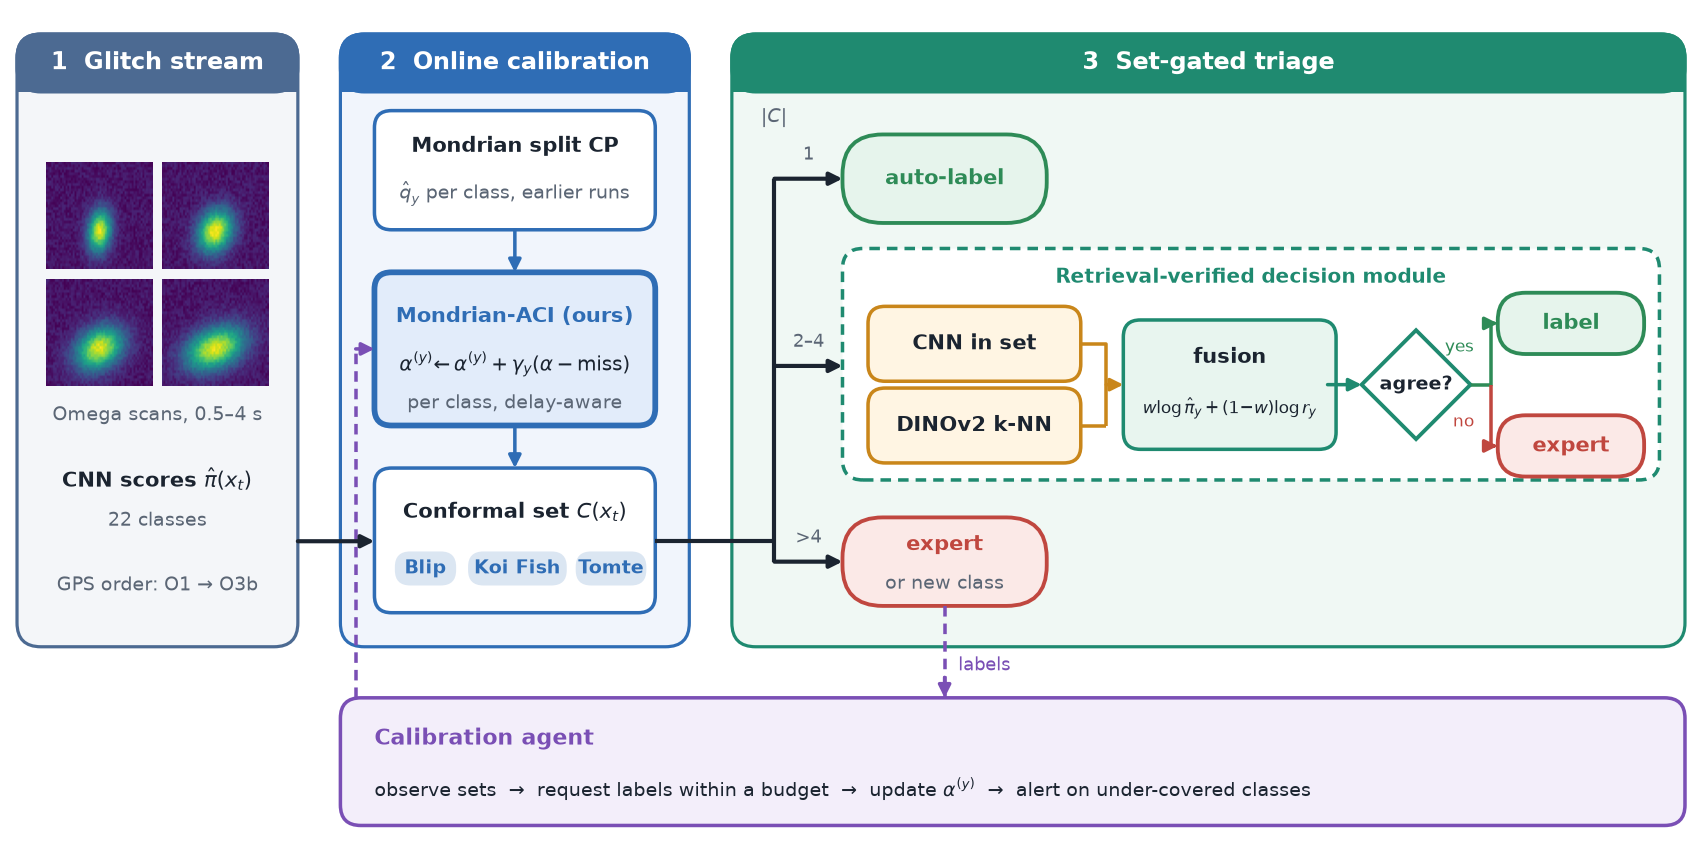 1 Glitch stream
Omega scans, 0.5–4 s
CNN scores π̂(xₜ)
22 classes
GPS order: O1 → O3b
2 Online calibration
Mondrian split CP
q̂_y per class, earlier runs
Mondrian-ACI (ours)
α^(y) ← α^(y) + γ_y(α − miss)
per class, delay-aware
Conformal set C(xₜ)
Blip Koi Fish Tomte
3 Set-gated triage
|C|
1
auto-label
2–4
Retrieval-verified decision module
CNN in set
DINOv2 k-NN
fusion
w log π̂_y + (1−w) log r_y
agree?
yes
label
no
expert
>4
expert
or new class
labels
Calibration agent
observe sets → request labels within a budget → update α^(y) → alert on under-covered classes